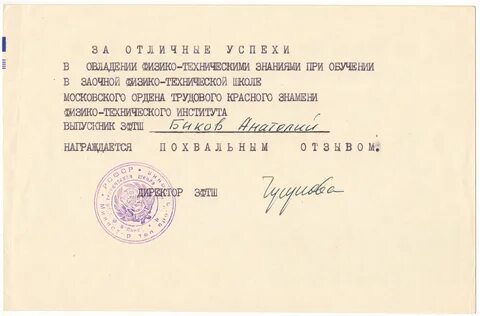 ЗА ОТЛИЧНЫЕ УСПЕХИ
В ОВЛАДЕНИИ ФИЗИКО-ТЕХНИЧЕСКИМИ ЗНАНИЯМИ ПРИ ОБУЧЕНИИ
В ЗАОЧНОЙ ФИЗИКО-ТЕХНИЧЕСКОЙ ШКОЛЕ
МОСКОВСКОГО ОРДЕНА ТРУДОВОГО КРАСНОГО ЗНАМЕНИ
ФИЗИКО-ТЕХНИЧЕСКОГО ИНСТИТУТА
ВЫПУСКНИК ЗФТШ Быков Анатолий
НАГРАЖДАЕТСЯ ПОХВАЛЬНЫМ ОТЗЫВОМ.
ДИРЕКТОР ЗФТШ
РСФСР